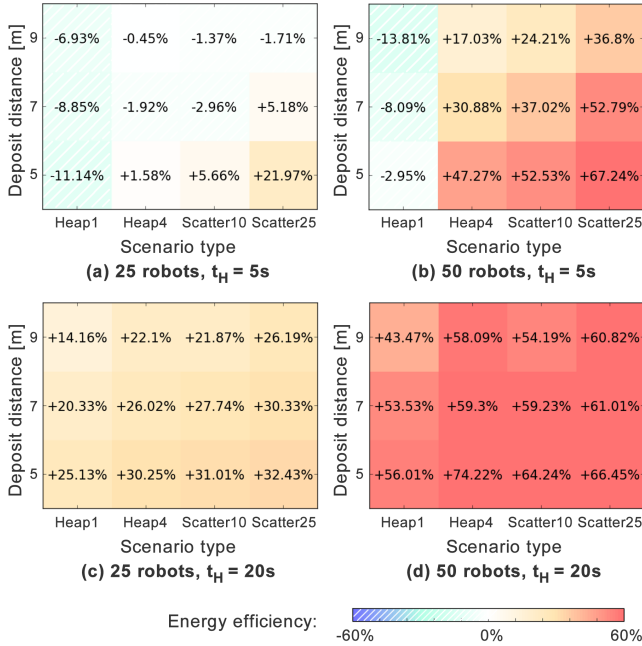 Deposit distance [m]
9 -6.93% -0.45% -1.37% -1.71%
7 -8.85% -1.92% -2.96% +5.18%
5 -11.14% +1.58% +5.66% +21.97%
Heap1 Heap4 Scatter10 Scatter25
Scenario type
(a) 25 robots, t_H = 5s
Deposit distance [m]
9 -13.81% +17.03% +24.21% +36.8%
7 -8.09% +30.88% +37.02% +52.79%
5 -2.95% +47.27% +52.53% +67.24%
Heap1 Heap4 Scatter10 Scatter25
Scenario type
(b) 50 robots, t_H = 5s
Deposit distance [m]
9 +14.16% +22.1% +21.87% +26.19%
7 +20.33% +26.02% +27.74% +30.33%
5 +25.13% +30.25% +31.01% +32.43%
Heap1 Heap4 Scatter10 Scatter25
Scenario type
(c) 25 robots, t_H = 20s
Deposit distance [m]
9 +43.47% +58.09% +54.19% +60.82%
7 +53.53% +59.3% +59.23% +61.01%
5 +56.01% +74.22% +64.24% +66.45%
Heap1 Heap4 Scatter10 Scatter25
Scenario type
(d) 50 robots, t_H = 20s
Energy efficiency:
-60% 0% 60%